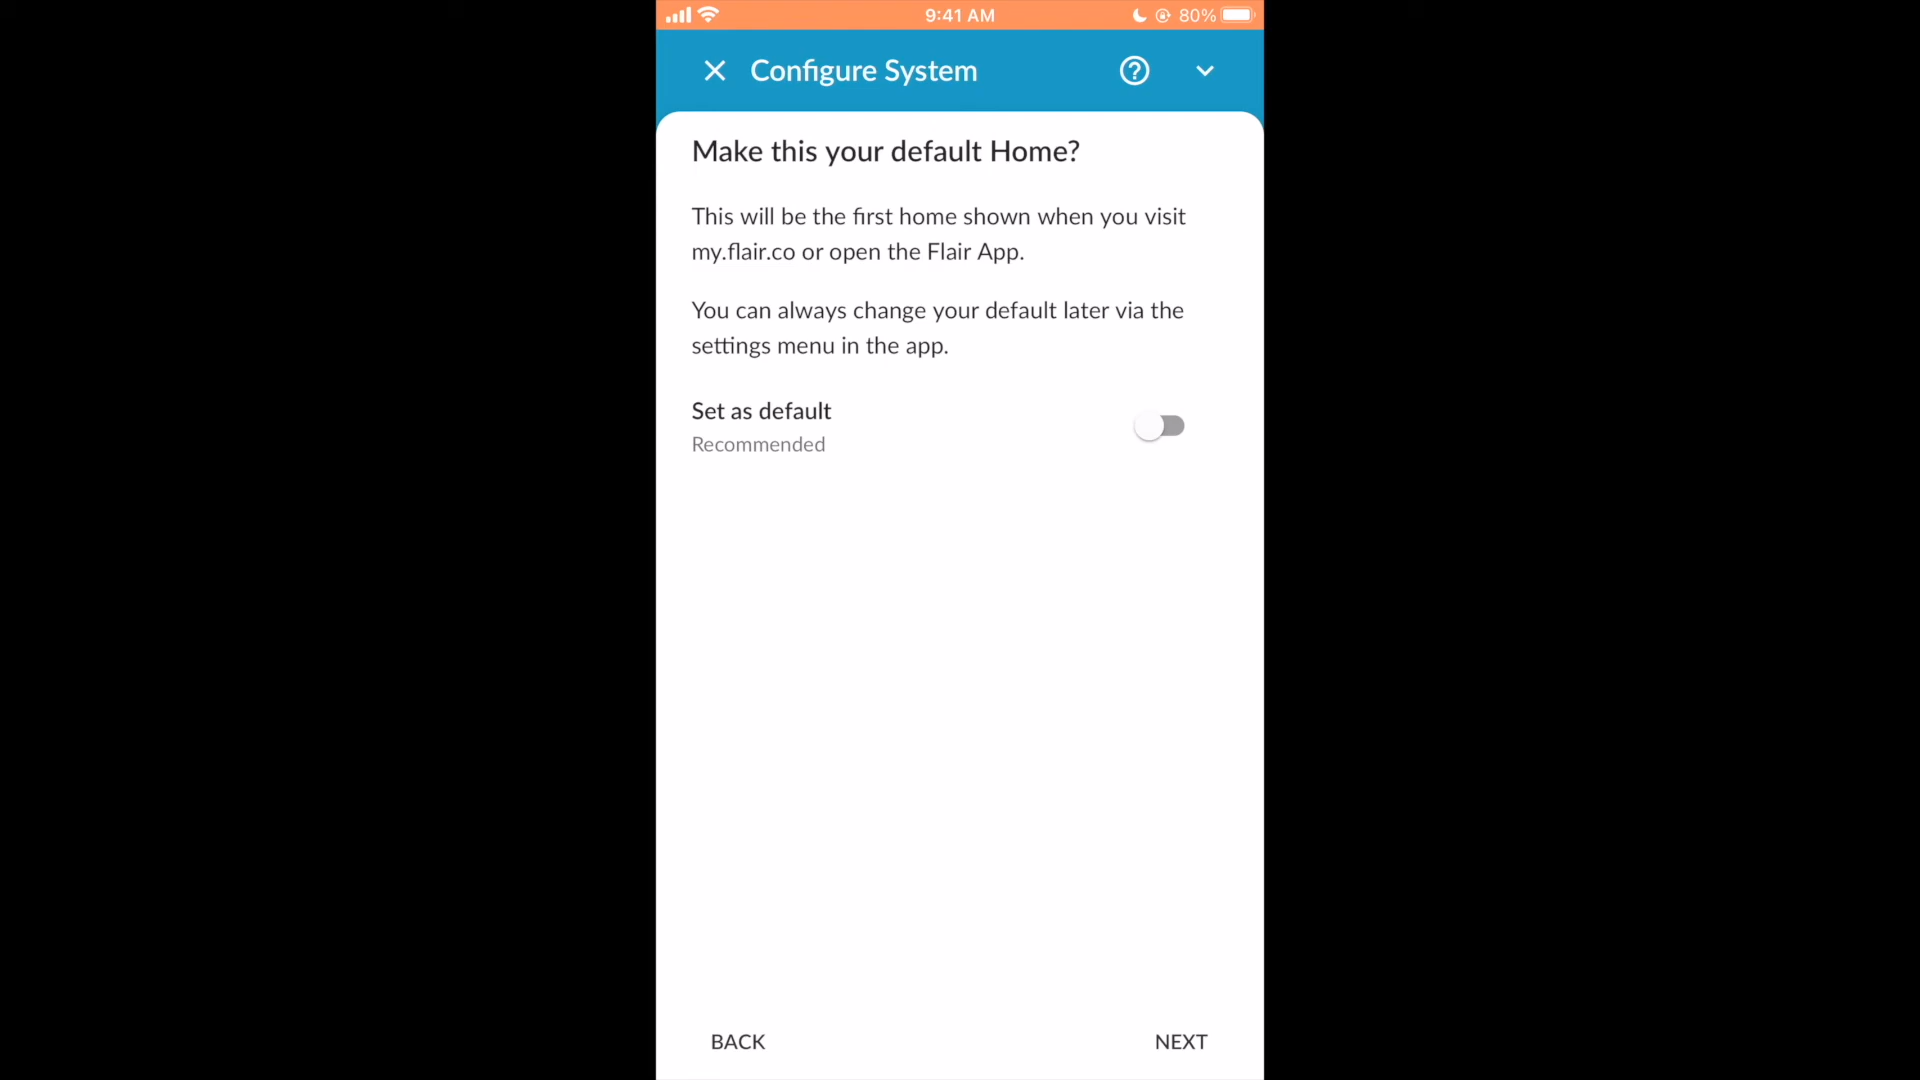 9:41 AM
80%
Configure System
Make this your default Home?
This will be the first home shown when you visit
my.flair.co or open the Flair App.
You can always change your default later via the
settings menu in the app.
Set as default
Recommended
BACK
NEXT